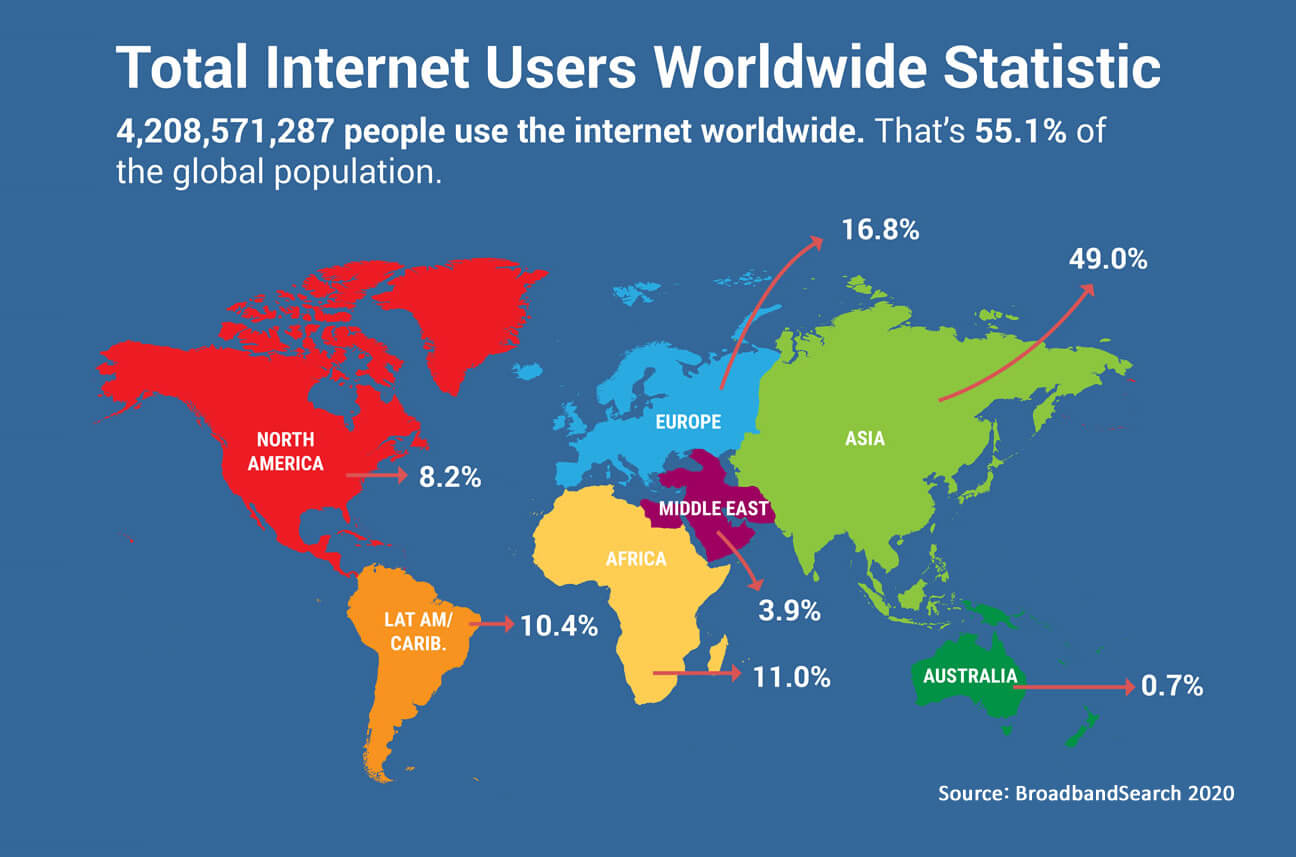 Total Internet Users Worldwide Statistic
4,208,571,287 people use the internet worldwide. That’s 55.1% of
the global population.
16.8%
49.0%
EUROPE
ASIA
NORTH
AMERICA
8.2%
MIDDLE EAST
AFRICA
3.9%
LAT AM/
CARIB.
10.4%
11.0%
AUSTRALIA
0.7%
Source: BroadbandSearch 2020